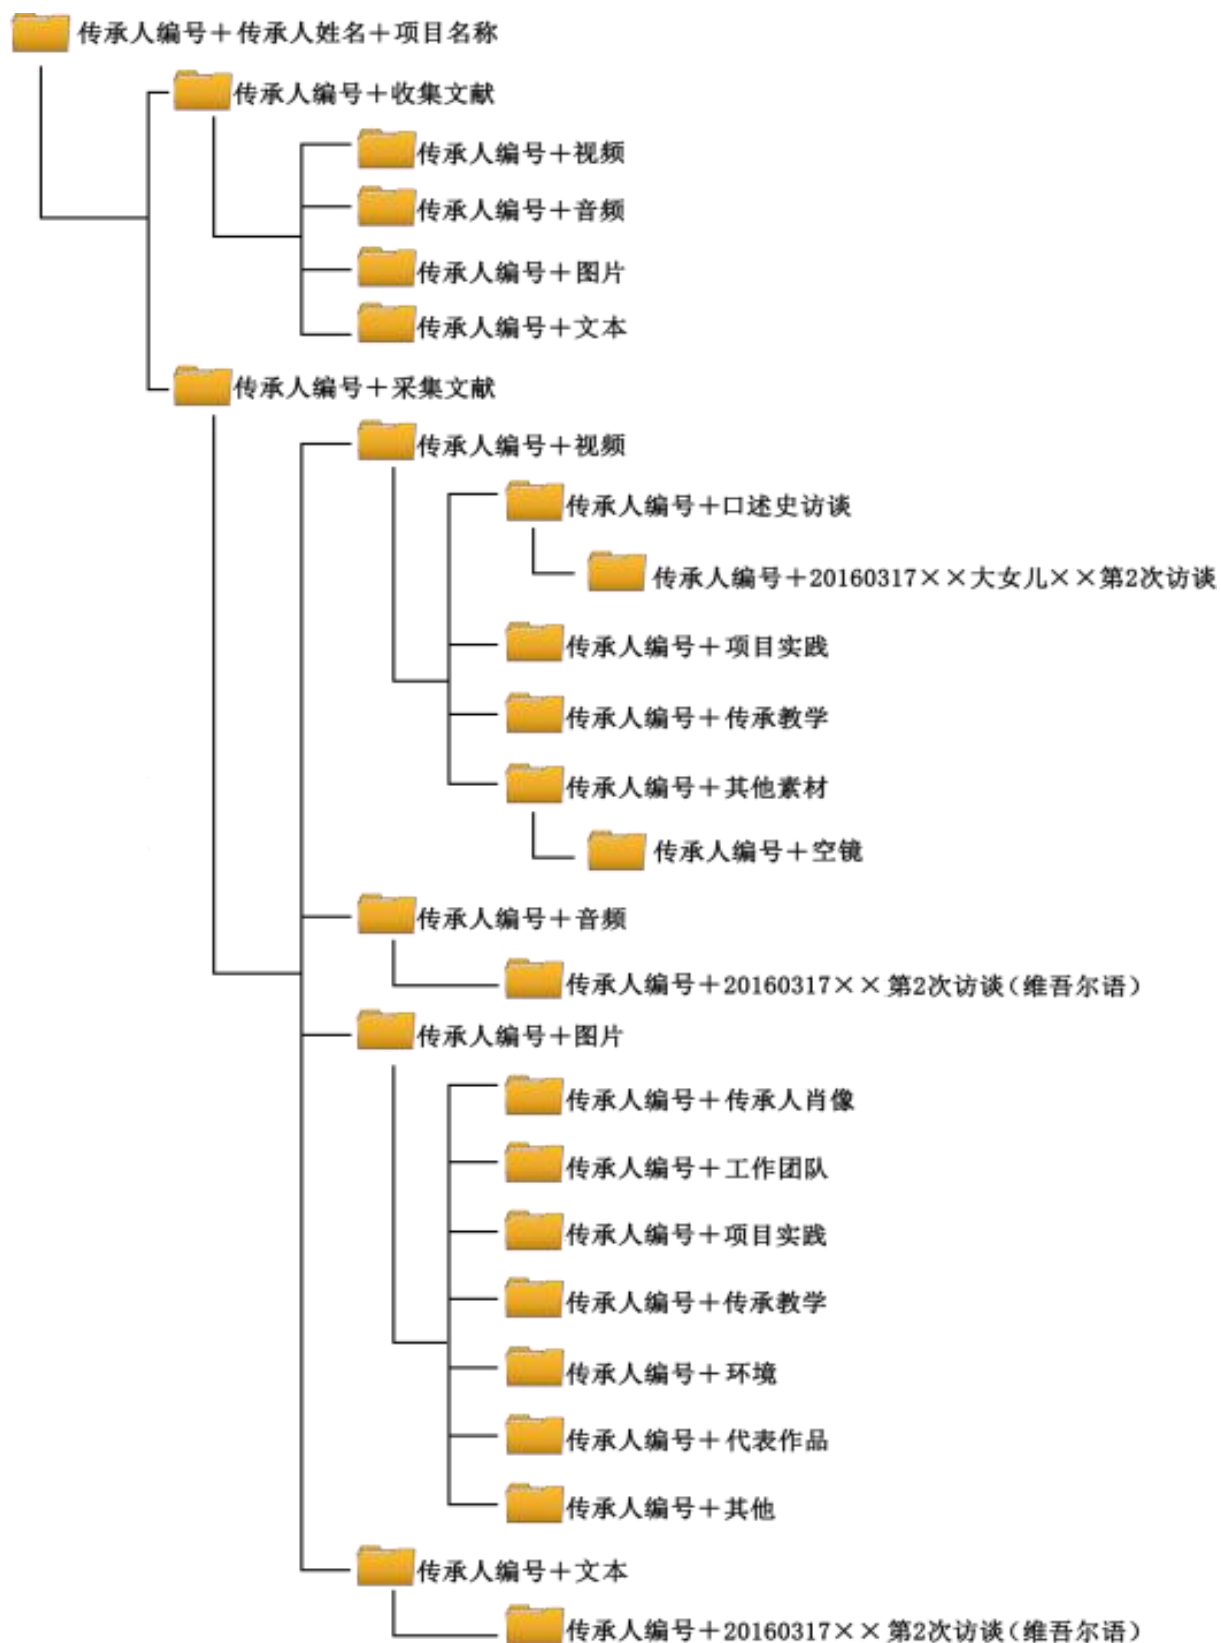 传承人编号＋传承人姓名＋项目名称
传承人编号＋收集文献
传承人编号＋视频
传承人编号＋音频
传承人编号＋图片
传承人编号＋文本
传承人编号＋采集文献
传承人编号＋视频
传承人编号＋口述史访谈
传承人编号＋20160317××大女儿××第2次访谈
传承人编号＋项目实践
传承人编号＋传承教学
传承人编号＋其他素材
传承人编号＋空镜
传承人编号＋音频
传承人编号＋20160317××第2次访谈（维吾尔语）
传承人编号＋图片
传承人编号＋传承人肖像
传承人编号＋工作团队
传承人编号＋项目实践
传承人编号＋传承教学
传承人编号＋环境
传承人编号＋代表作品
传承人编号＋其他
传承人编号＋文本
传承人编号＋20160317××第2次访谈（维吾尔语）